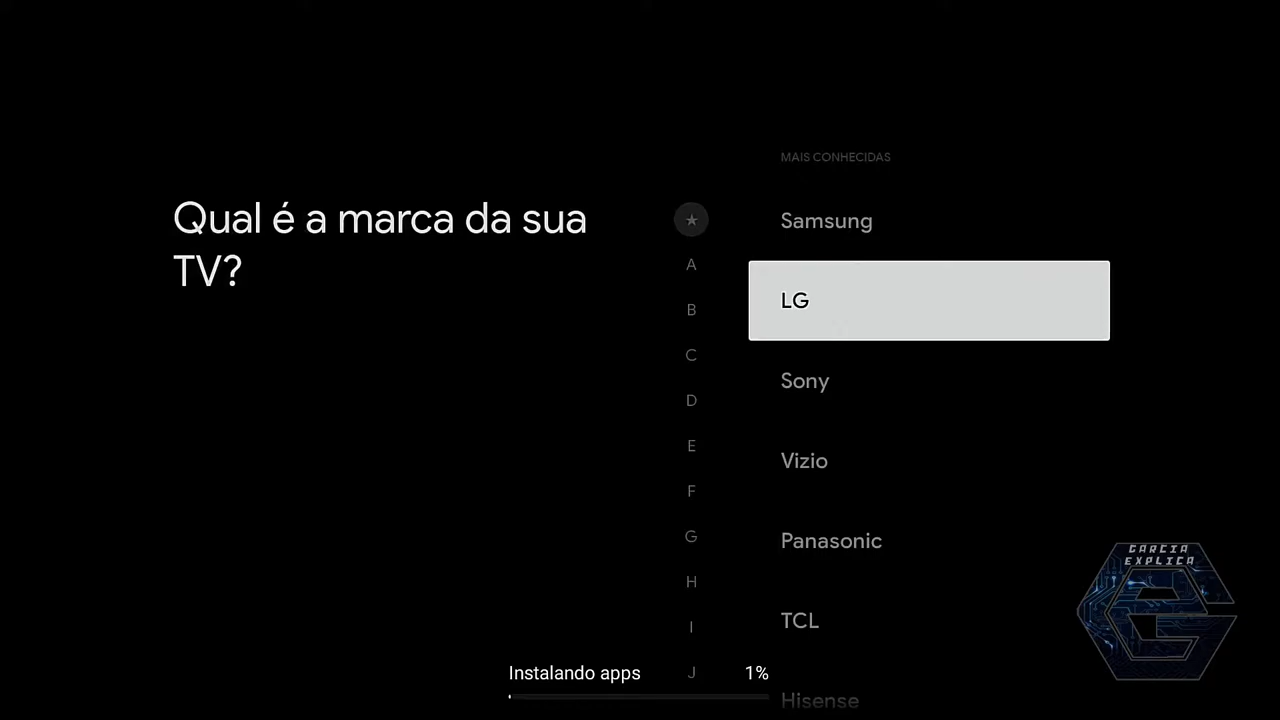 MAIS CONHECIDAS
Qual é a marca da sua
TV?
★
A
B
C
D
E
F
G
H
I
J
Samsung
LG
Sony
Vizio
Panasonic
TCL
Hisense
Instalando apps 1%
GARCIA
EXPLICA